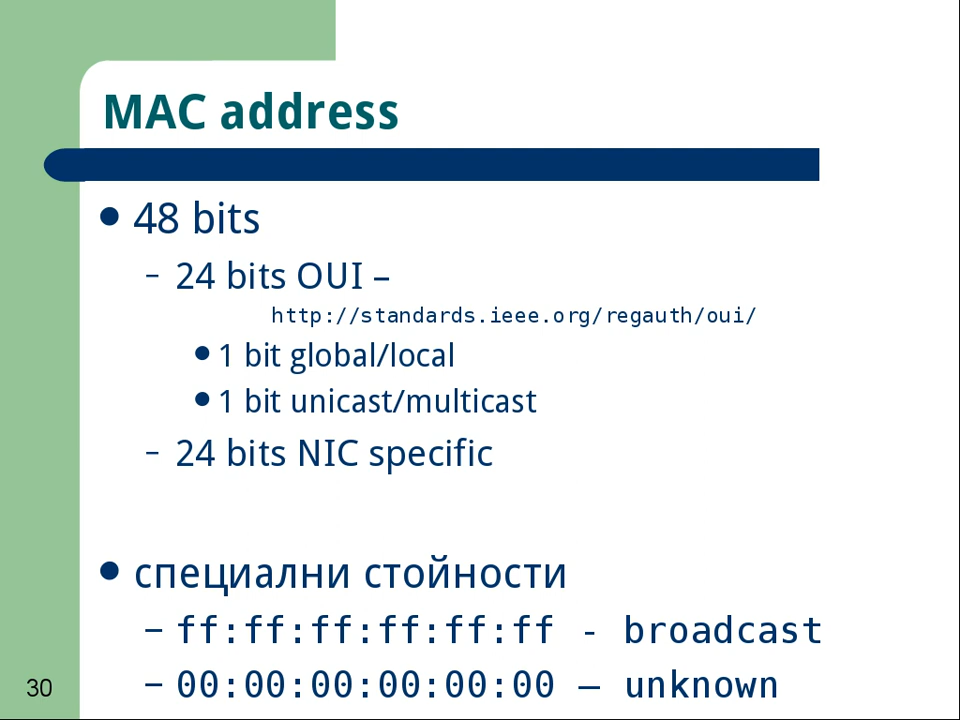 MAC address
48 bits
– 24 bits OUI –
http://standards.ieee.org/regauth/oui/
1 bit global/local
1 bit unicast/multicast
– 24 bits NIC specific
специални стойности
– ff:ff:ff:ff:ff:ff - broadcast
– 00:00:00:00:00:00 – unknown
30